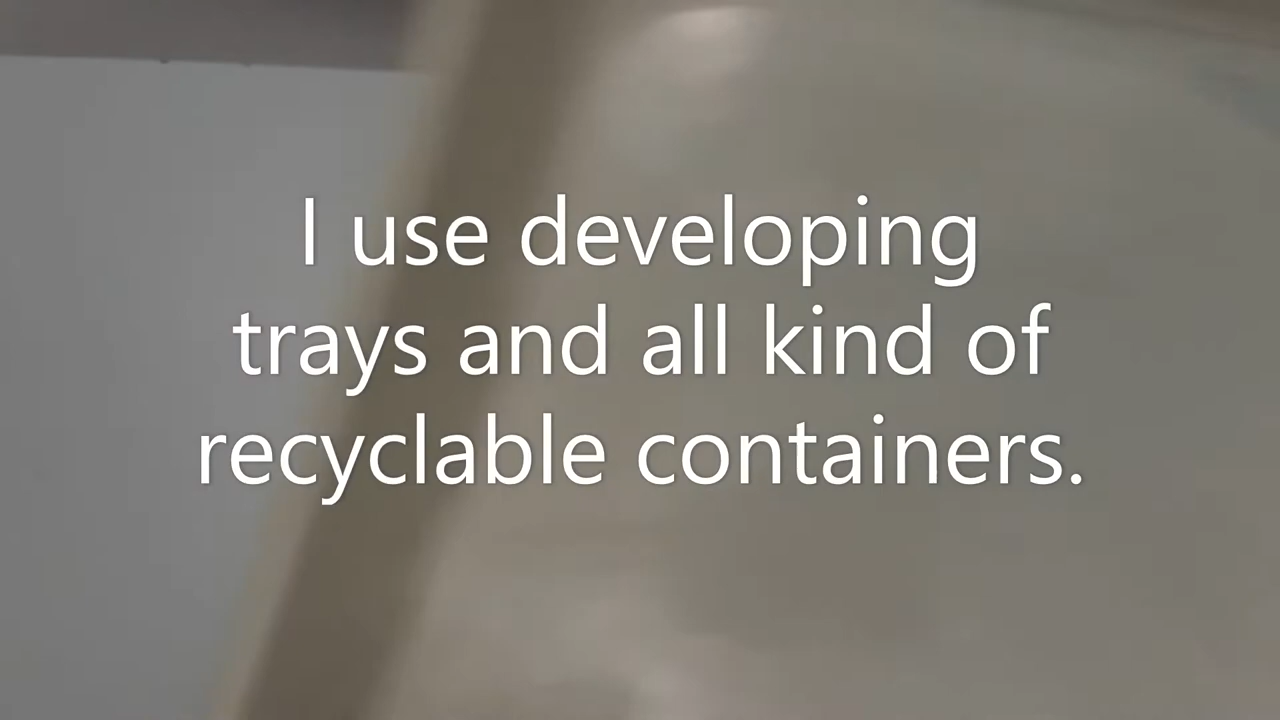 I use developing
trays and all kind of
recyclable containers.